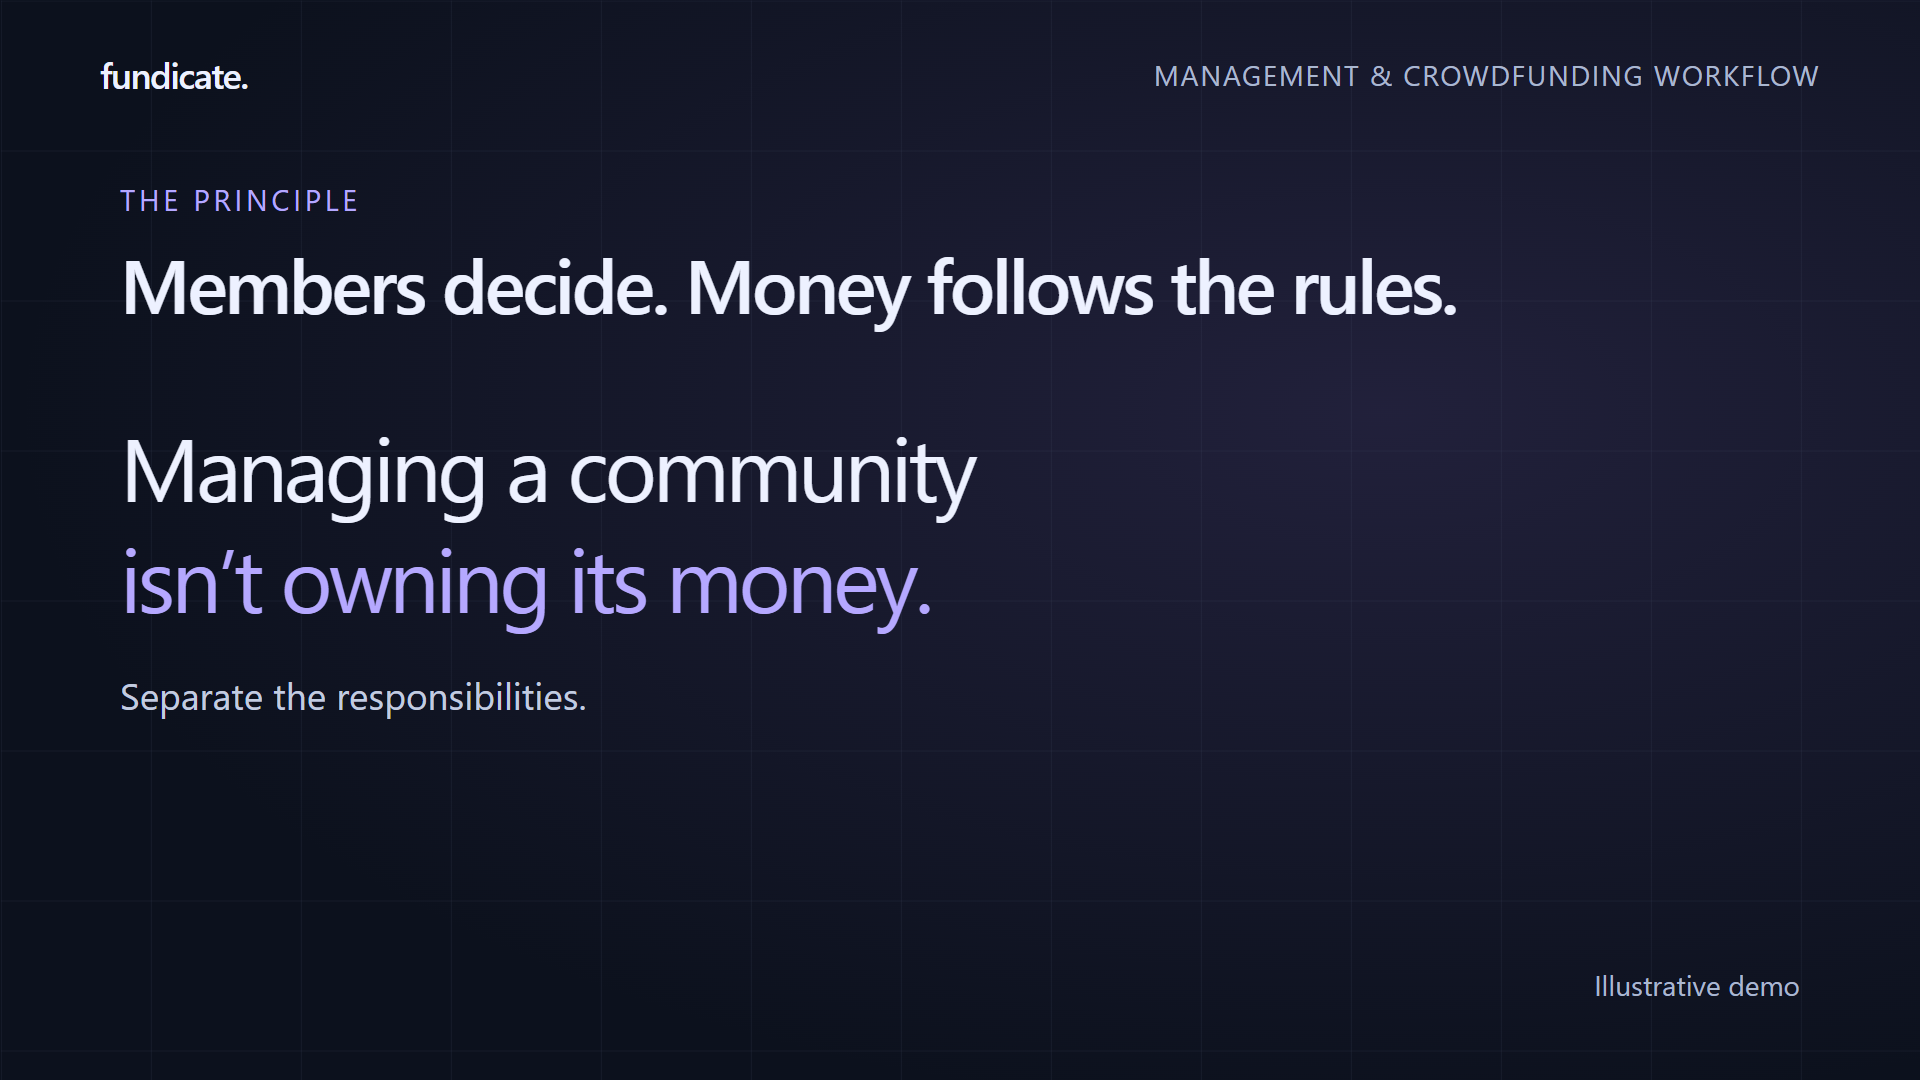 fundicate.
MANAGEMENT & CROWDFUNDING WORKFLOW
THE PRINCIPLE
Members decide. Money follows the rules.
Managing a community
isn’t owning its money.
Separate the responsibilities.
Illustrative demo